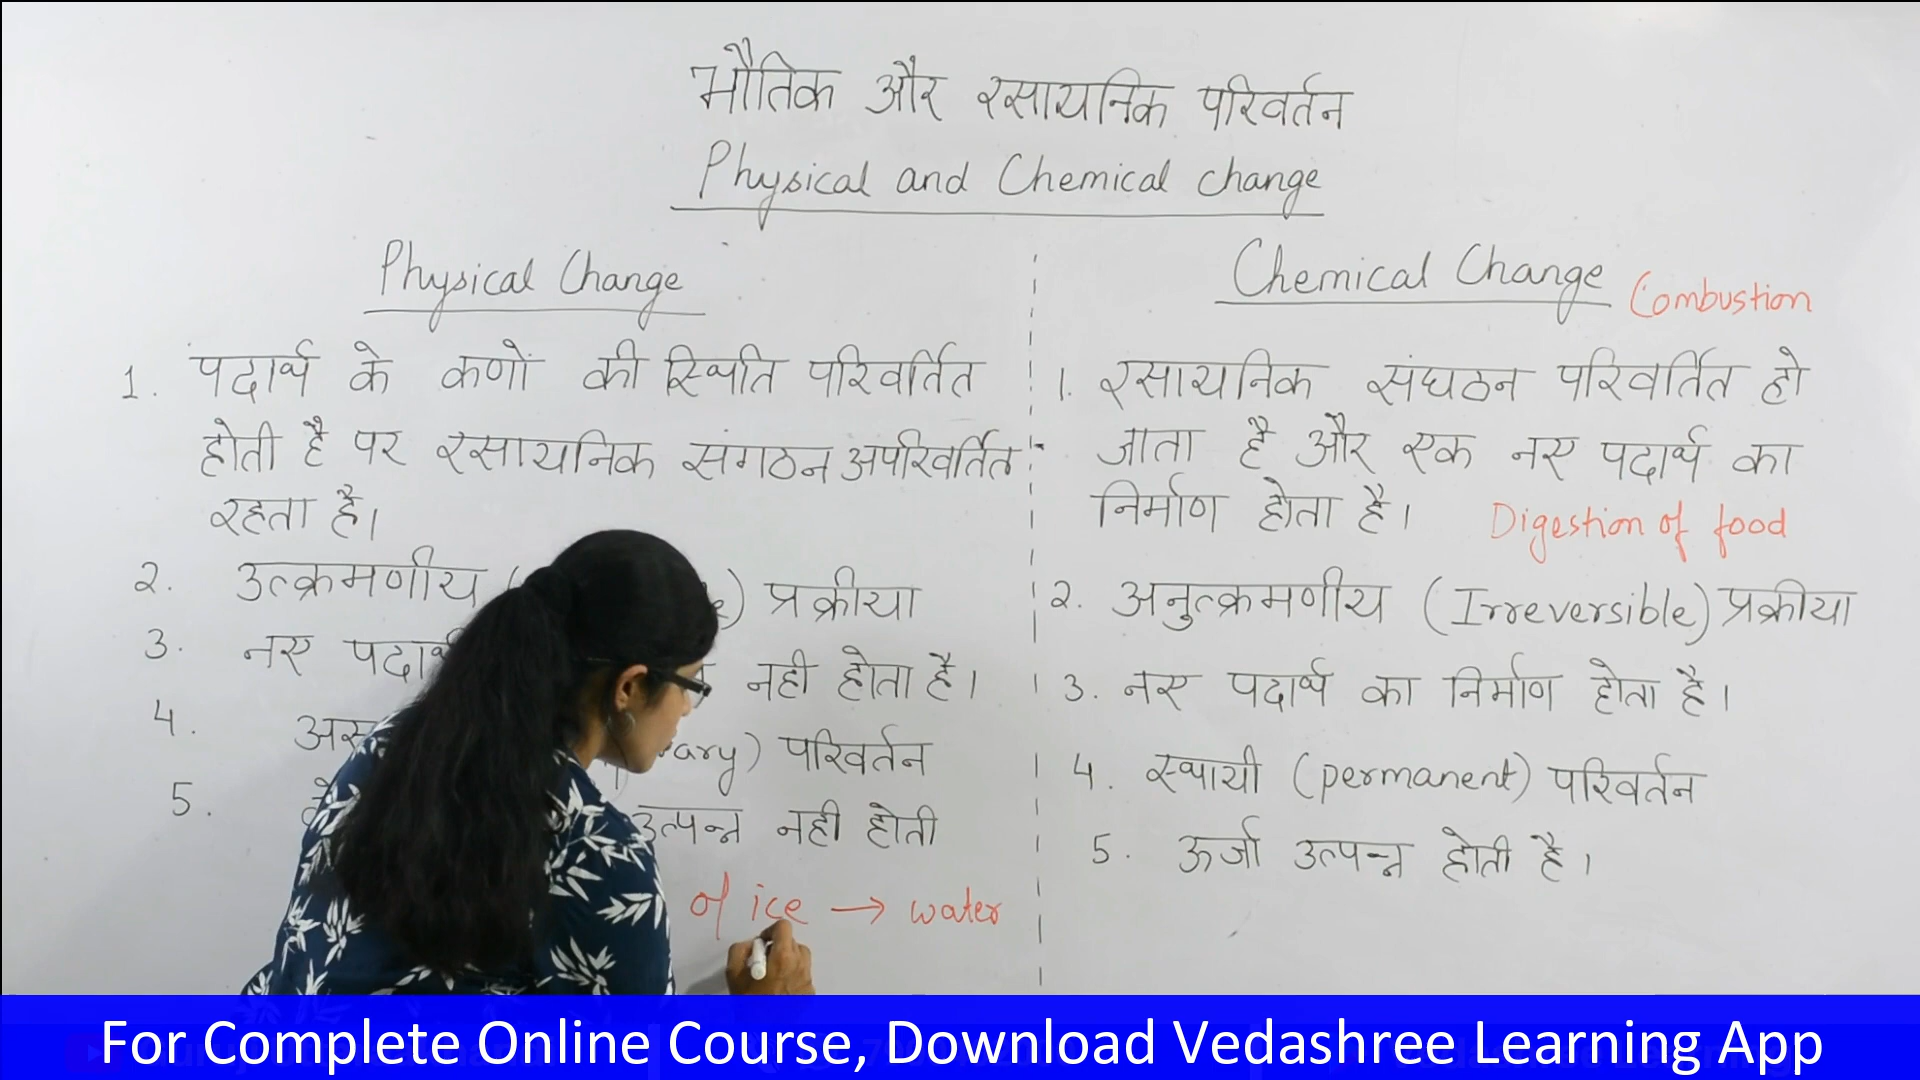 भौतिक और रसायनिक परिवर्तन
Physical and Chemical change
Physical Change
1. पदार्थ के कणों की स्थिति परिवर्तित
होती है पर रसायनिक संगठन अपरिवर्तित
रहता है।
२. उत्क्रमणीय ( ) प्रक्रीया
3. नए नही होता है।
4. परिवर्तन
5. उत्पन्न नही होती
of ice → water
Chemical Change
Combustion
1. रसायनिक संघठन परिवर्तित हो
जाता है और एक नए पदार्थ का
निर्माण होता है।
Digestion of food
२. अनुत्क्रमणीय (Irreversible) प्रक्रीया
3. नए पदार्थ का निर्माण होता है।
4. स्थायी (permanent) परिवर्तन
5. ऊर्जा उत्पन्न होती है।
For Complete Online Course, Download Vedashree Learning App